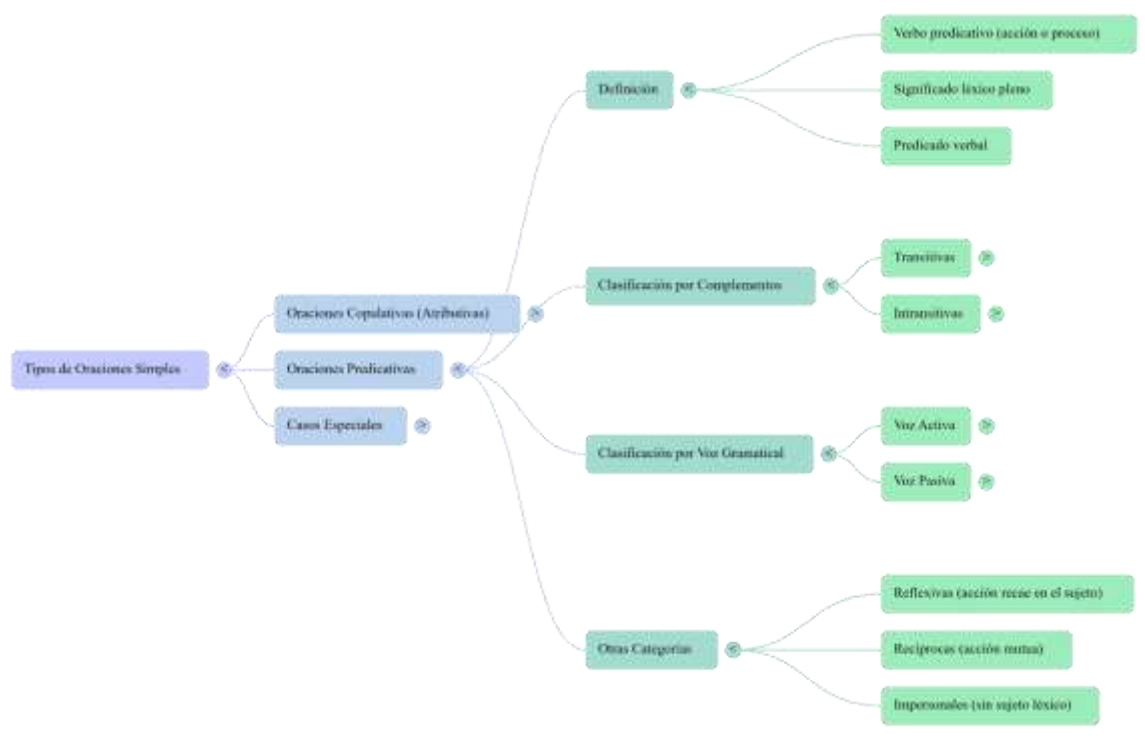 Tipos de Oraciones Simples
Oraciones Copulativas (Atributivas)
Oraciones Predicativas
Definición
Verbo predicativo (acción o proceso)
Significado léxico pleno
Predicado verbal
Clasificación por Complementos
Transitivas
Intransitivas
Clasificación por Voz Gramatical
Voz Activa
Voz Pasiva
Otras Categorías
Reflexivas (acción recae en el sujeto)
Recíprocas (acción mutua)
Impersonales (sin sujeto léxico)
Casos Especiales